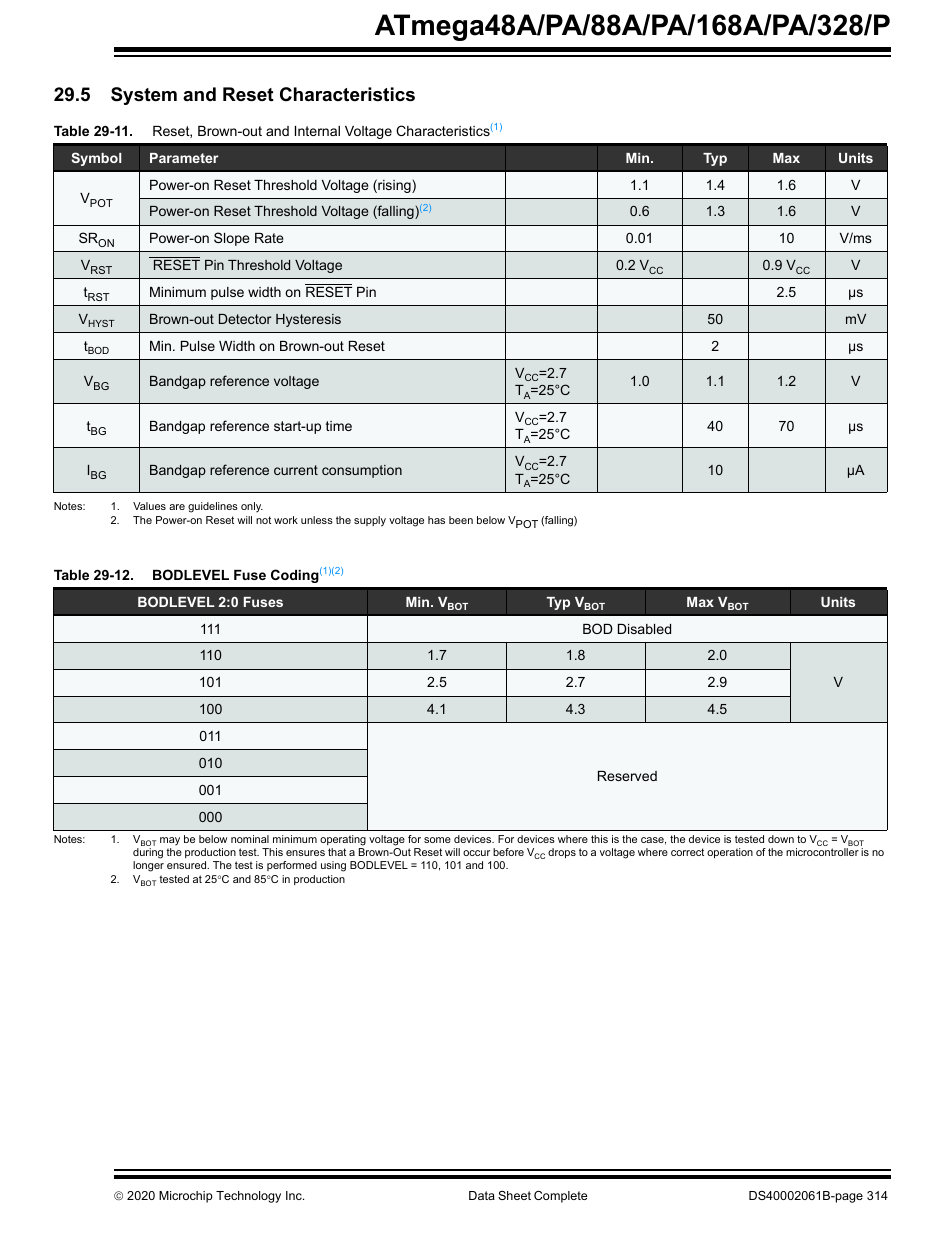 ATmega48A/PA/88A/PA/168A/PA/328/P
29.5 System and Reset Characteristics
Table 29-11. Reset, Brown-out and Internal Voltage Characteristics(1)
Symbol Parameter Min. Typ Max Units
VPOT Power-on Reset Threshold Voltage (rising) 1.1 1.4 1.6 V
Power-on Reset Threshold Voltage (falling)(2) 0.6 1.3 1.6 V
SRON Power-on Slope Rate 0.01 10 V/ms
VRST RESET Pin Threshold Voltage 0.2 VCC 0.9 VCC V
tRST Minimum pulse width on RESET Pin 2.5 µs
VHYST Brown-out Detector Hysteresis 50 mV
tBOD Min. Pulse Width on Brown-out Reset 2 µs
VBG Bandgap reference voltage VCC=2.7 TA=25°C 1.0 1.1 1.2 V
tBG Bandgap reference start-up time VCC=2.7 TA=25°C 40 70 µs
IBG Bandgap reference current consumption VCC=2.7 TA=25°C 10 µA
Notes: 1. Values are guidelines only.
2. The Power-on Reset will not work unless the supply voltage has been below VPOT (falling)
Table 29-12. BODLEVEL Fuse Coding(1)(2)
BODLEVEL 2:0 Fuses Min. VBOT Typ VBOT Max VBOT Units
111 BOD Disabled
110 1.7 1.8 2.0
101 2.5 2.7 2.9 V
100 4.1 4.3 4.5
011
010
Reserved
001
000
Notes: 1. VBOT may be below nominal minimum operating voltage for some devices. For devices where this is the case, the device is tested down to VCC = VBOT
during the production test. This ensures that a Brown-Out Reset will occur before VCC drops to a voltage where correct operation of the microcontroller is no
longer ensured. The test is performed using BODLEVEL = 110, 101 and 100.
2. VBOT tested at 25°C and 85°C in production
© 2020 Microchip Technology Inc. Data Sheet Complete DS40002061B-page 314